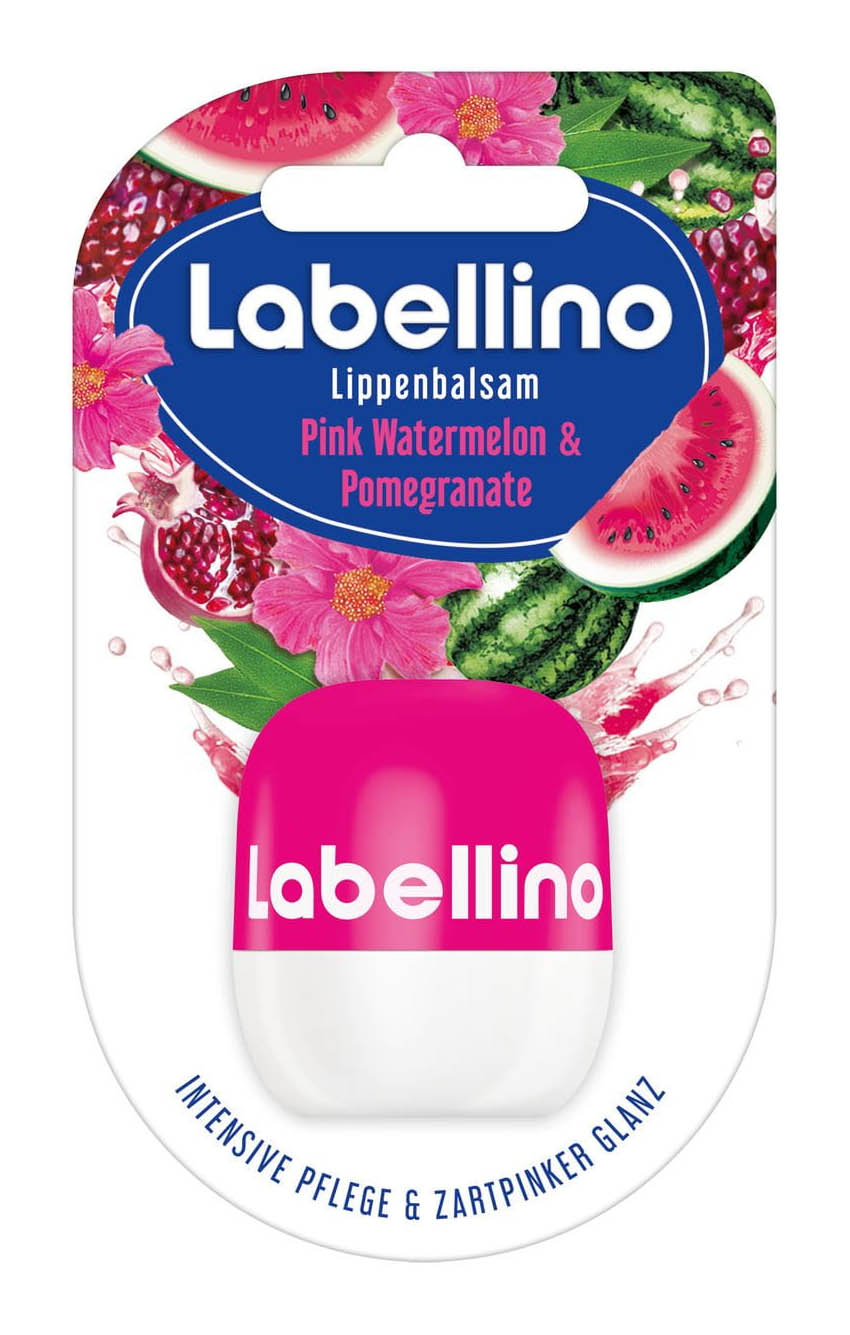 Labellino
Lippenbalsam
Pink Watermelon &
Pomegranate
Labellino
INTENSIVE PFLEGE & ZARTPINKER GLANZ